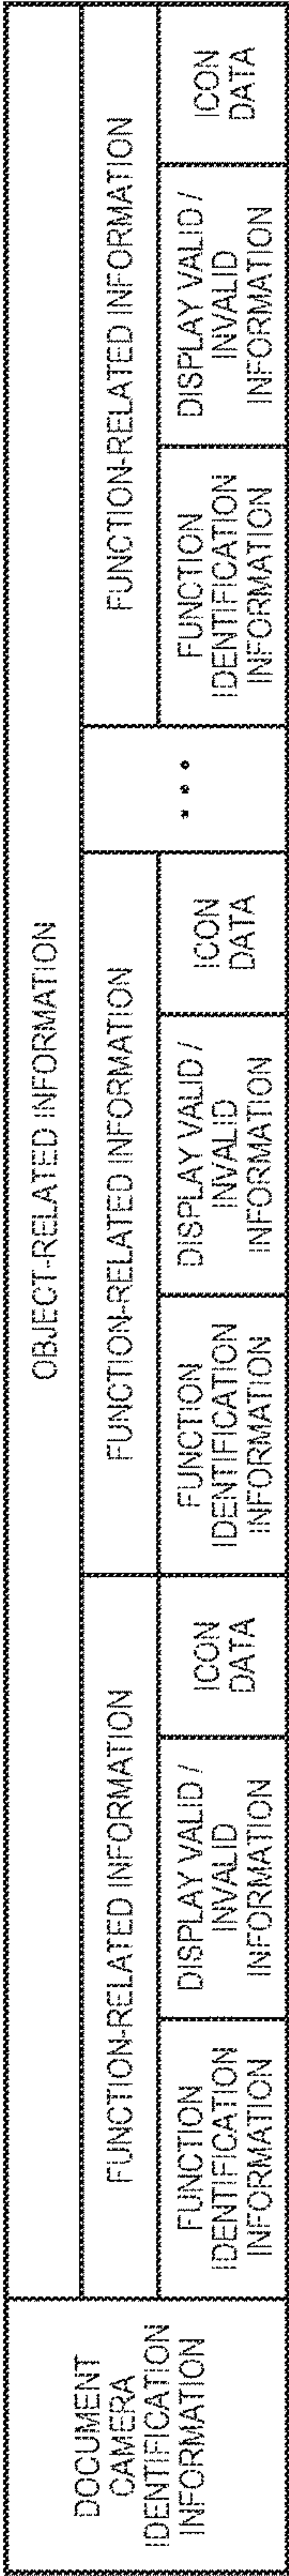 DOCUMENT
CAMERA
IDENTIFICATION
INFORMATION
OBJECT-RELATED INFORMATION
FUNCTION-RELATED INFORMATION
FUNCTION
IDENTIFICATION
INFORMATION
DISPLAY VALID /
INVALID
INFORMATION
ICON
DATA
FUNCTION-RELATED INFORMATION
FUNCTION
IDENTIFICATION
INFORMATION
DISPLAY VALID /
INVALID
INFORMATION
ICON
DATA
...
FUNCTION-RELATED INFORMATION
FUNCTION
IDENTIFICATION
INFORMATION
DISPLAY VALID /
INVALID
INFORMATION
ICON
DATA